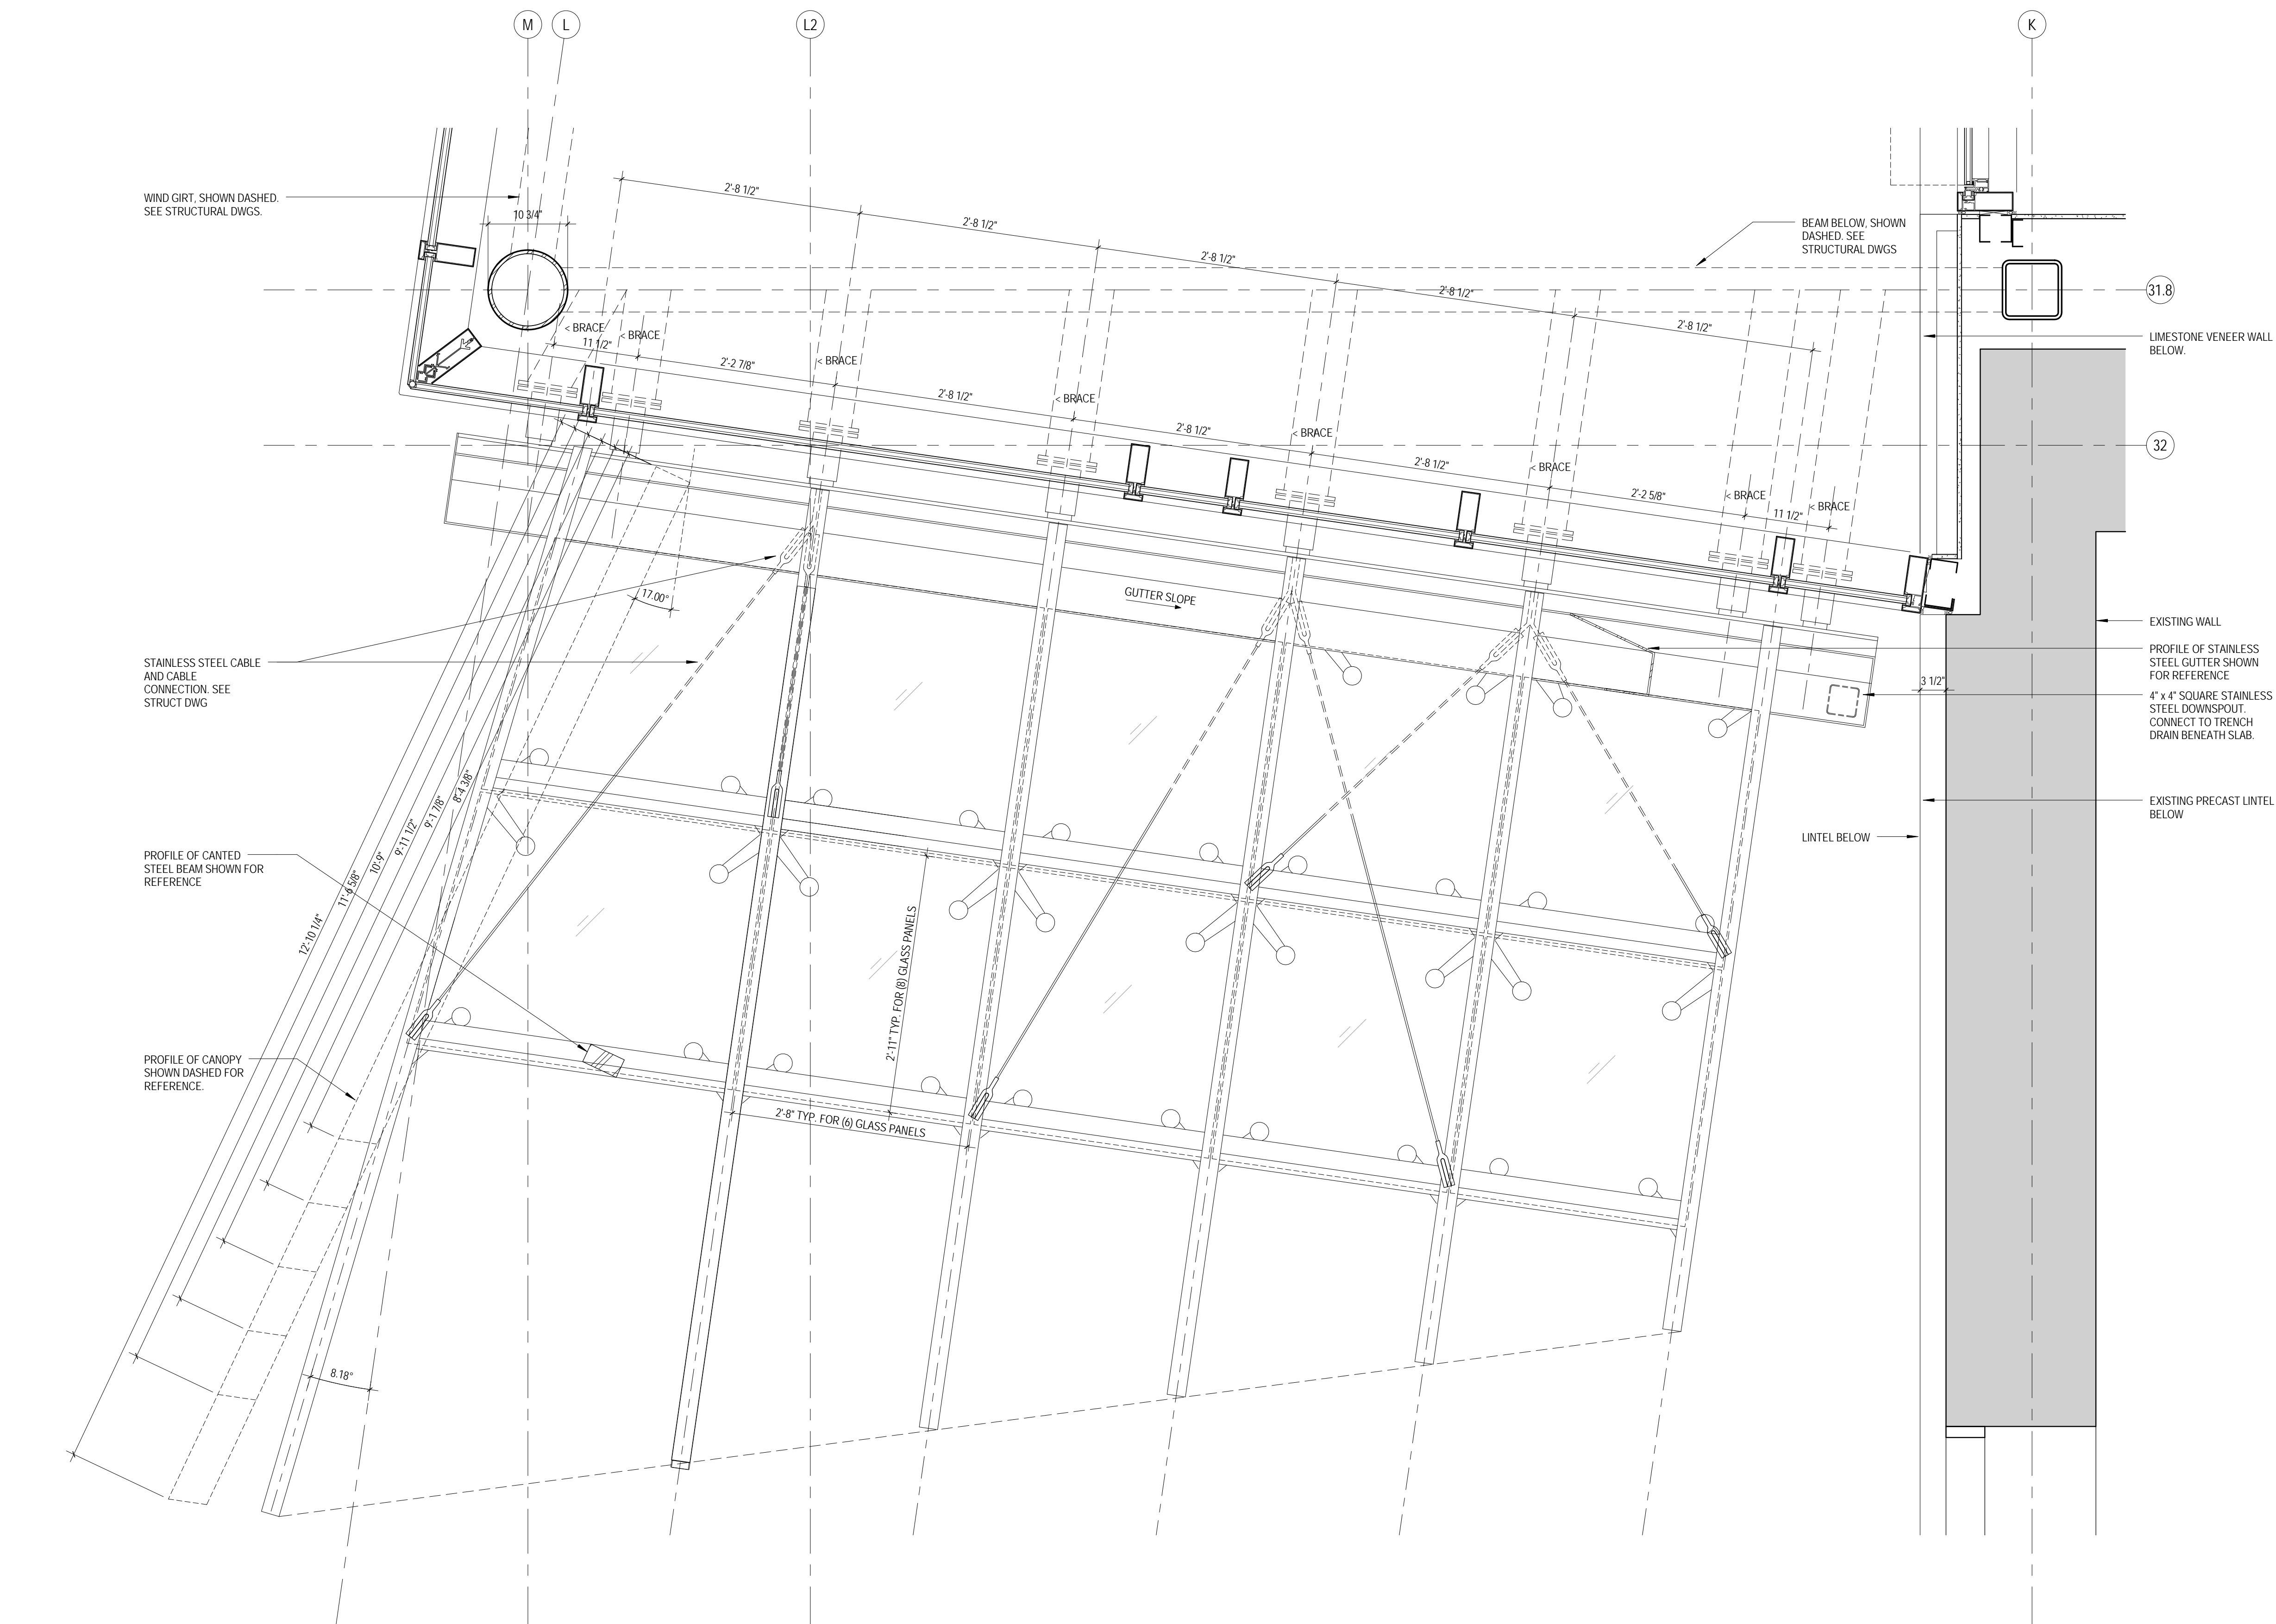 M
L
L2
K
WIND GIRT, SHOWN DASHED.
SEE STRUCTURAL DWGS.
10 3/4"
2'-8 1/2"
2'-8 1/2"
2'-8 1/2"
2'-8 1/2"
2'-8 1/2"
BEAM BELOW, SHOWN
DASHED. SEE
STRUCTURAL DWGS
31.8
32
< BRACE
< BRACE
< BRACE
< BRACE
< BRACE
< BRACE
< BRACE
< BRACE
11 1/2"
2'-2 7/8"
2'-8 1/2"
2'-8 1/2"
2'-8 1/2"
2'-2 5/8"
11 1/2"
LIMESTONE VENEER WALL
BELOW.
17.00°
GUTTER SLOPE
STAINLESS STEEL CABLE
AND CABLE
CONNECTION. SEE
STRUCT DWG
EXISTING WALL
PROFILE OF STAINLESS
STEEL GUTTER SHOWN
FOR REFERENCE
3 1/2"
4" x 4" SQUARE STAINLESS
STEEL DOWNSPOUT.
CONNECT TO TRENCH
DRAIN BENEATH SLAB.
EXISTING PRECAST LINTEL
BELOW
LINTEL BELOW
8'-4 3/8"
9'-1 7/8"
9'-11 1/2"
10'-9"
11'-6 5/8"
12'-10 1/4"
PROFILE OF CANTED
STEEL BEAM SHOWN FOR
REFERENCE
2'-11" TYP. FOR (8) GLASS PANELS
2'-8" TYP. FOR (6) GLASS PANELS
PROFILE OF CANOPY
SHOWN DASHED FOR
REFERENCE.
8.18°